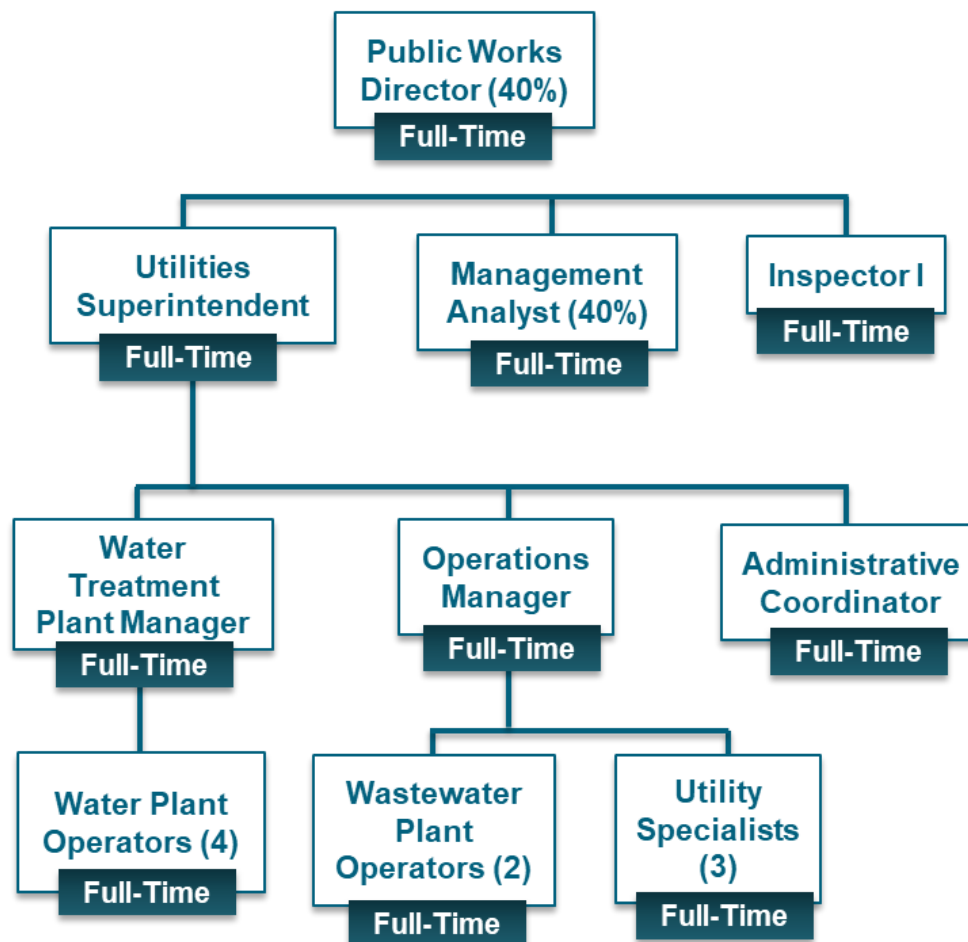 Public Works
Director (40%)
Full-Time
Utilities
Superintendent
Full-Time
Management
Analyst (40%)
Full-Time
Inspector I
Full-Time
Water
Treatment
Plant Manager
Full-Time
Operations
Manager
Full-Time
Administrative
Coordinator
Full-Time
Water Plant
Operators (4)
Full-Time
Wastewater
Plant
Operators (2)
Full-Time
Utility
Specialists
(3)
Full-Time